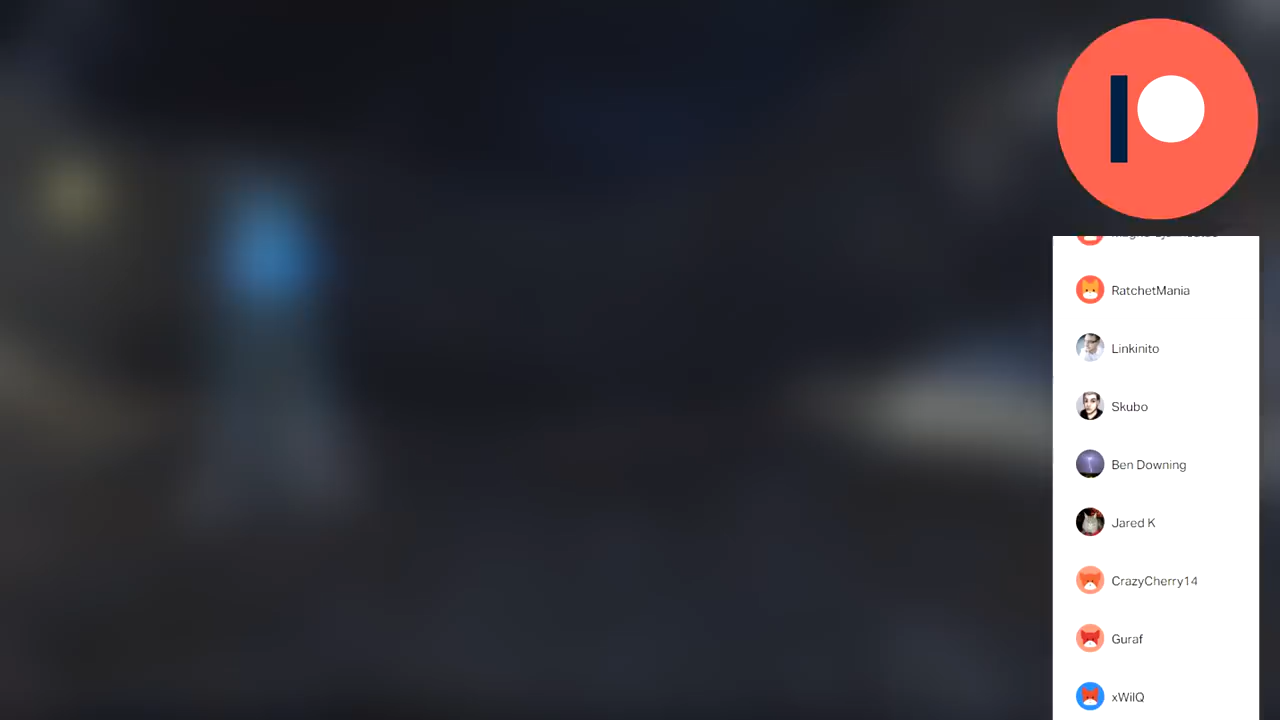 RatchetMania
Linkinito
Skubo
Ben Downing
Jared K
CrazyCherry14
Guraf
xWilQ